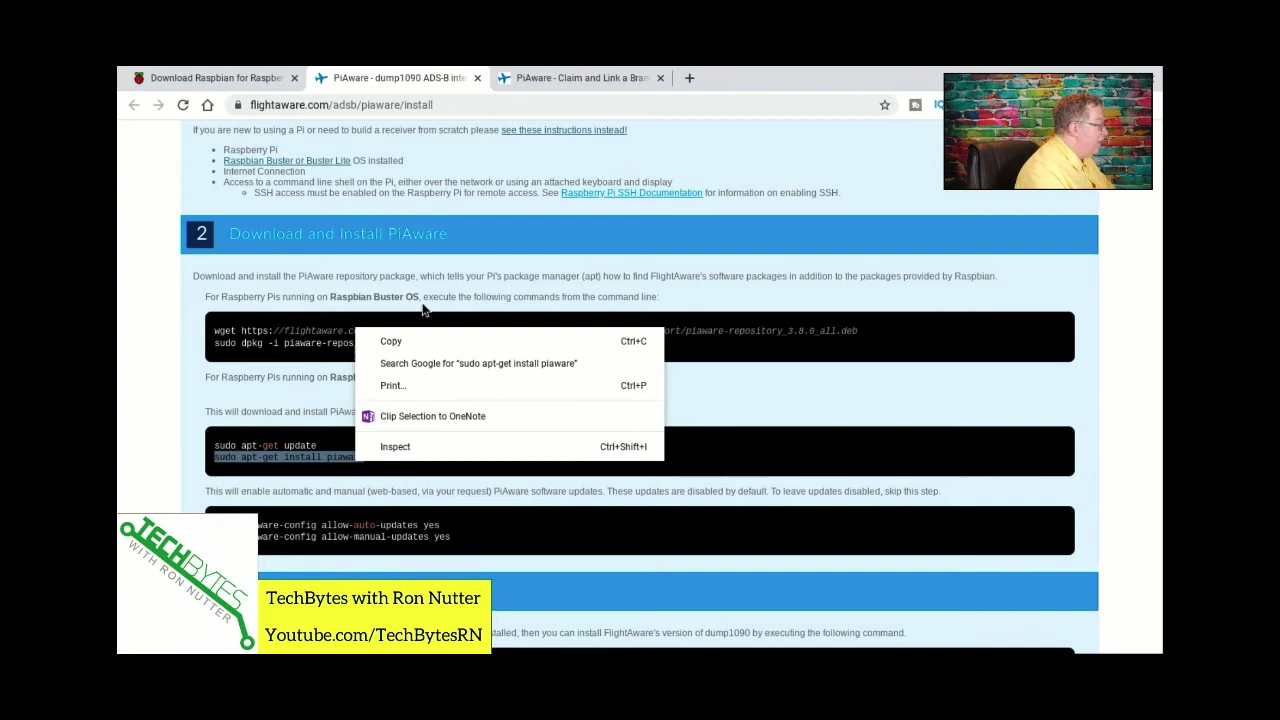 Download Raspbian for Raspbe
PiAware - dump1090 ADS-B inte
PiAware - Claim and Link a Bran
flightaware.com/adsb/piaware/install
If you are new to using a Pi or need to build a receiver from scratch please see these instructions instead!
Raspberry Pi
Raspbian Buster or Buster Lite OS installed
Internet Connection
Access to a command line shell on the Pi, either over the network or using an attached keyboard and display
SSH access must be enabled on the Raspberry Pi for remote access. See Raspberry Pi SSH Documentation for information on enabling SSH.
2 Download and Install PiAware
Download and install the PiAware repository package, which tells your Pi's package manager (apt) how to find FlightAware's software packages in addition to the packages provided by Raspbian.
For Raspberry Pis running on Raspbian Buster OS, execute the following commands from the command line:
wget https://flightaware.c ort/piaware-repository_3.8.0_all.deb
sudo dpkg -i piaware-repos
Copy Ctrl+C
Search Google for “sudo apt-get install piaware”
Print... Ctrl+P
Clip Selection to OneNote
Inspect Ctrl+Shift+I
For Raspberry Pis running on Raspb
This will download and install PiAwa
sudo apt-get update
sudo apt-get install piawa
This will enable automatic and manual (web-based, via your request) PiAware software updates. These updates are disabled by default. To leave updates disabled, skip this step.
ware-config allow-auto-updates yes
ware-config allow-manual-updates yes
stalled, then you can install FlightAware's version of dump1090 by executing the following command.
TECHBYTES
WITH RON NUTTER
TechBytes with Ron Nutter
Youtube.com/TechBytesRN